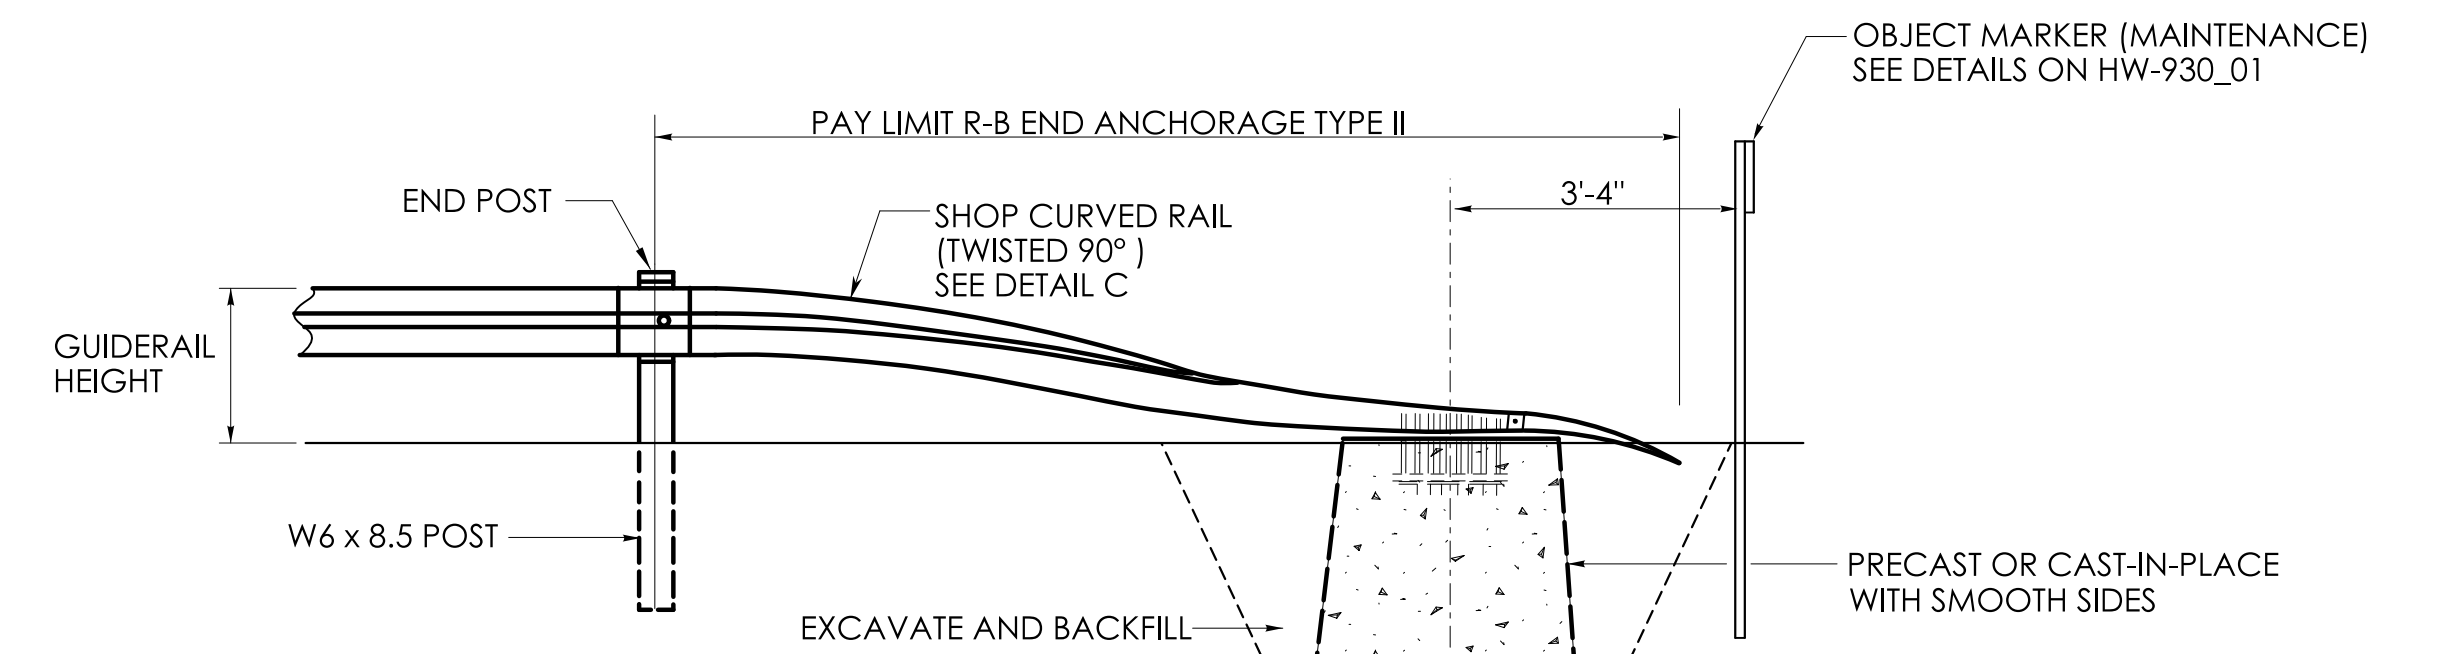 OBJECT MARKER (MAINTENANCE)
SEE DETAILS ON HW-930_01
PAY LIMIT R-B END ANCHORAGE TYPE II
END POST
3'-4"
SHOP CURVED RAIL
(TWISTED 90° )
SEE DETAIL C
GUIDERAIL
HEIGHT
W6 x 8.5 POST
PRECAST OR CAST-IN-PLACE
WITH SMOOTH SIDES
EXCAVATE AND BACKFILL